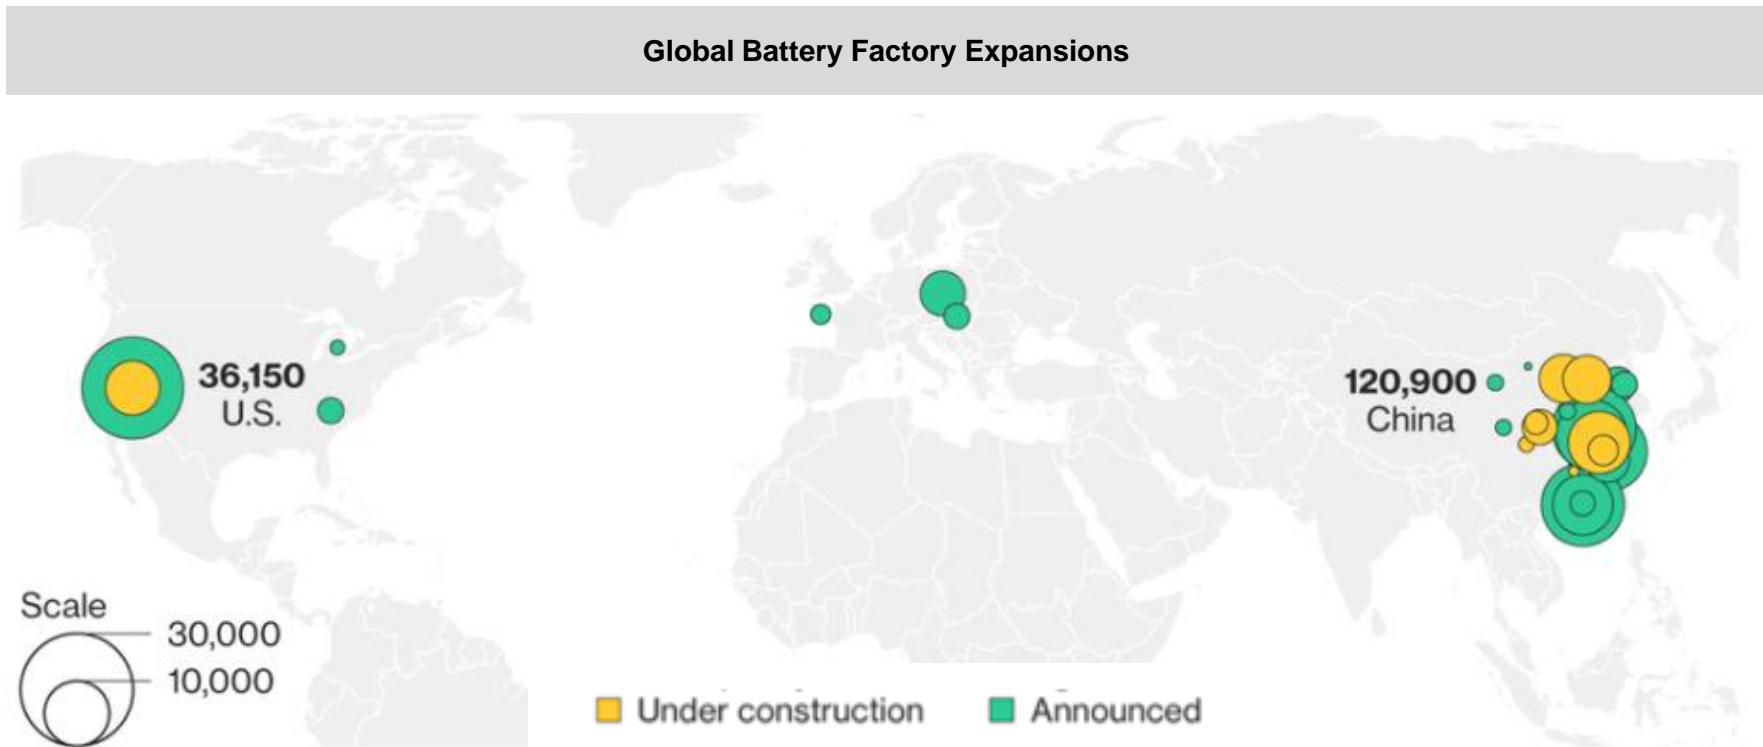 Global Battery Factory Expansions
36,150
U.S.
120,900
China
Scale
30,000
10,000
Under construction
Announced